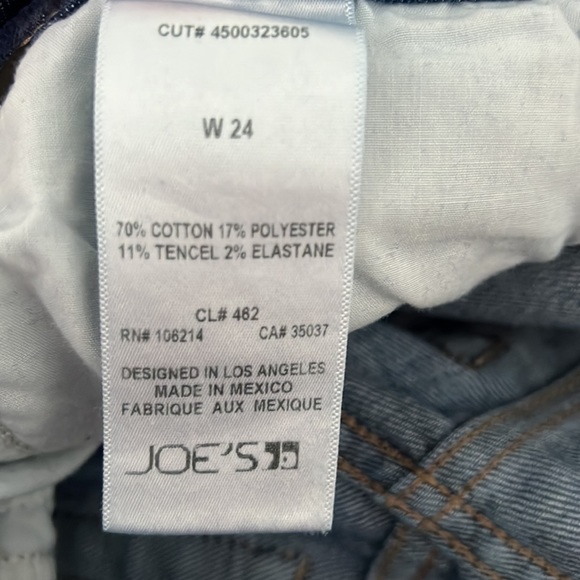 CUT# 4500323605
W 24
70% COTTON 17% POLYESTER
11% TENCEL 2% ELASTANE
CL# 462
RN# 106214 CA# 35037
DESIGNED IN LOS ANGELES
MADE IN MEXICO
FABRIQUE AUX MEXIQUE
JOE'S